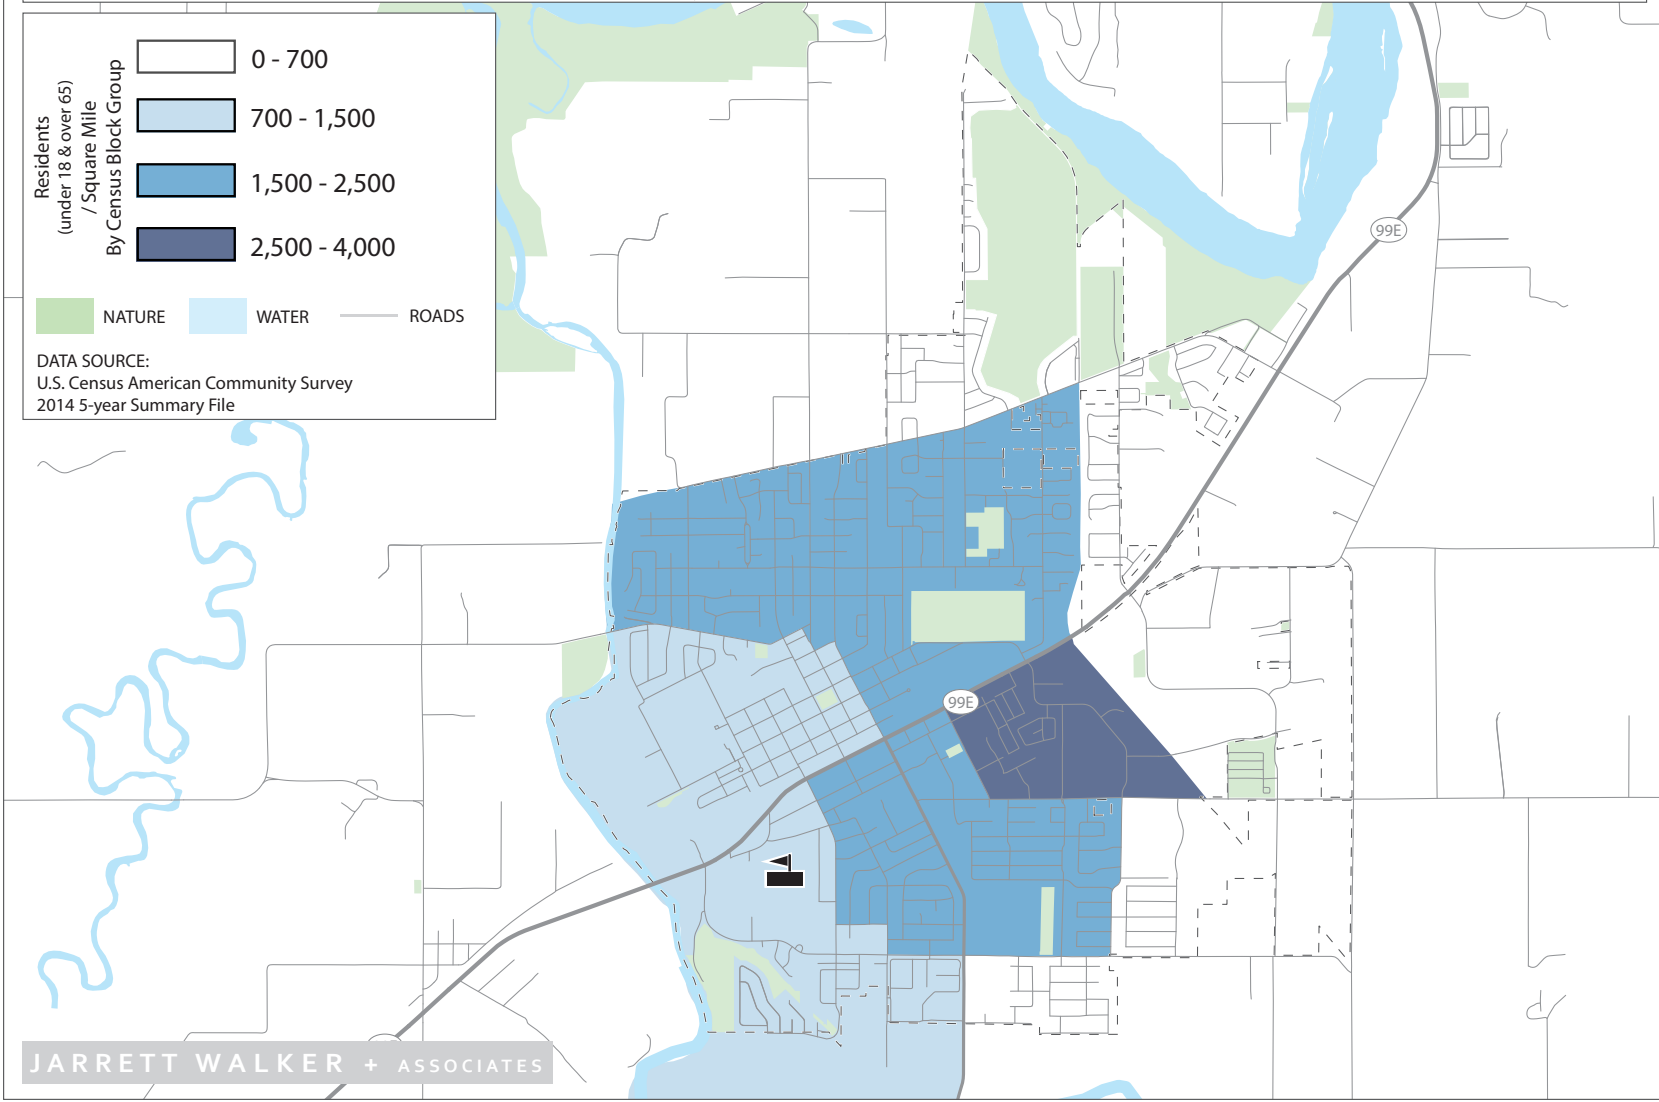 Residents
(under 18 & over 65)
/ Square Mile
By Census Block Group
0 - 700
700 - 1,500
1,500 - 2,500
2,500 - 4,000
NATURE WATER ROADS
DATA SOURCE:
U.S. Census American Community Survey
2014 5-year Summary File
99E
99E
JARRETT WALKER + ASSOCIATES